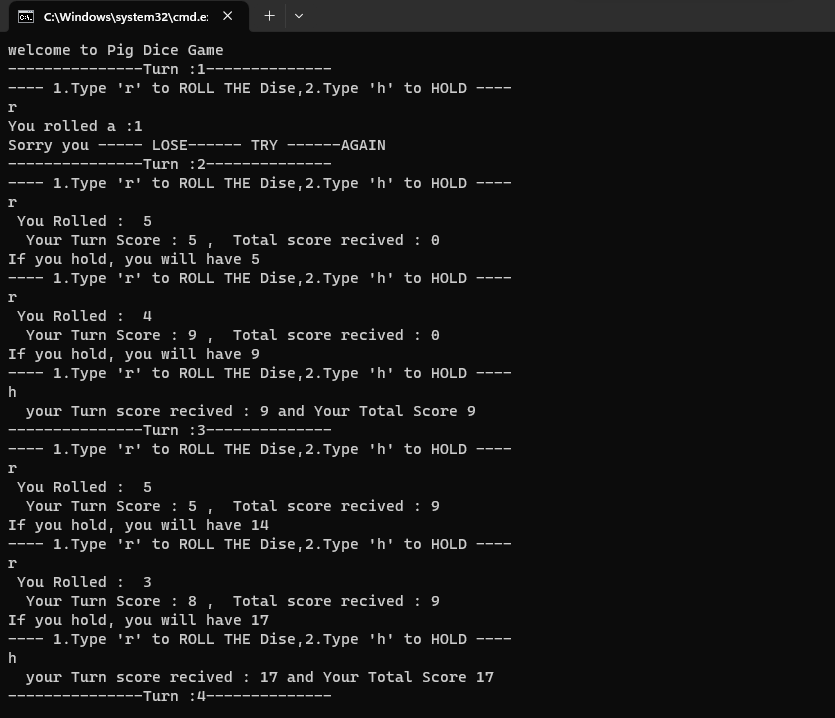 C:\Windows\system32\cmd.e:
welcome to Pig Dice Game
---------------Turn :1--------------
---- 1.Type 'r' to ROLL THE Dise,2.Type 'h' to HOLD ----
r
You rolled a :1
Sorry you ----- LOSE------ TRY ------AGAIN
---------------Turn :2--------------
---- 1.Type 'r' to ROLL THE Dise,2.Type 'h' to HOLD ----
r
You Rolled :  5
Your Turn Score : 5 ,  Total score recived : 0
If you hold, you will have 5
---- 1.Type 'r' to ROLL THE Dise,2.Type 'h' to HOLD ----
r
You Rolled :  4
Your Turn Score : 9 ,  Total score recived : 0
If you hold, you will have 9
---- 1.Type 'r' to ROLL THE Dise,2.Type 'h' to HOLD ----
h
your Turn score recived : 9 and Your Total Score 9
---------------Turn :3--------------
---- 1.Type 'r' to ROLL THE Dise,2.Type 'h' to HOLD ----
r
You Rolled :  5
Your Turn Score : 5 ,  Total score recived : 9
If you hold, you will have 14
---- 1.Type 'r' to ROLL THE Dise,2.Type 'h' to HOLD ----
r
You Rolled :  3
Your Turn Score : 8 ,  Total score recived : 9
If you hold, you will have 17
---- 1.Type 'r' to ROLL THE Dise,2.Type 'h' to HOLD ----
h
your Turn score recived : 17 and Your Total Score 17
---------------Turn :4--------------